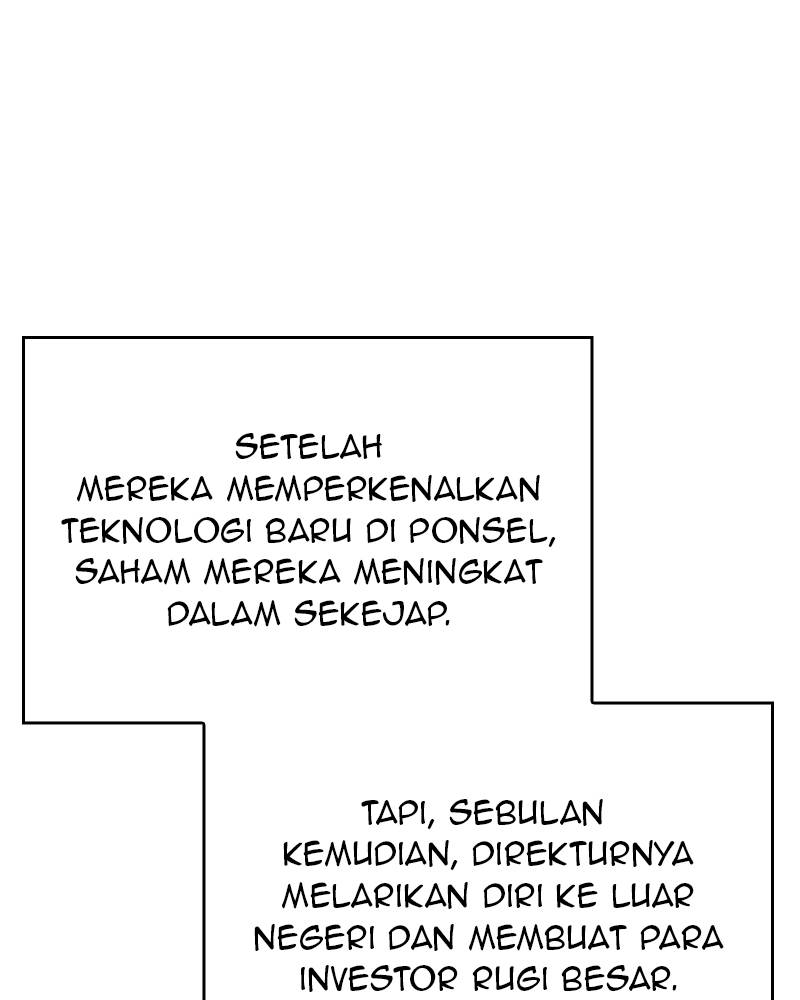 SETELAH
MEREKA MEMPERKENALKAN
TEKNOLOGI BARU DI PONSEL,
SAHAM MEREKA MENINGKAT
DALAM SEKEJAP.
TAPI, SEBULAN
KEMUDIAN, DIREKTURNYA
MELARIKAN DIRI KE LUAR
NEGERI DAN MEMBUAT PARA
INVESTOR RUGI BESAR.